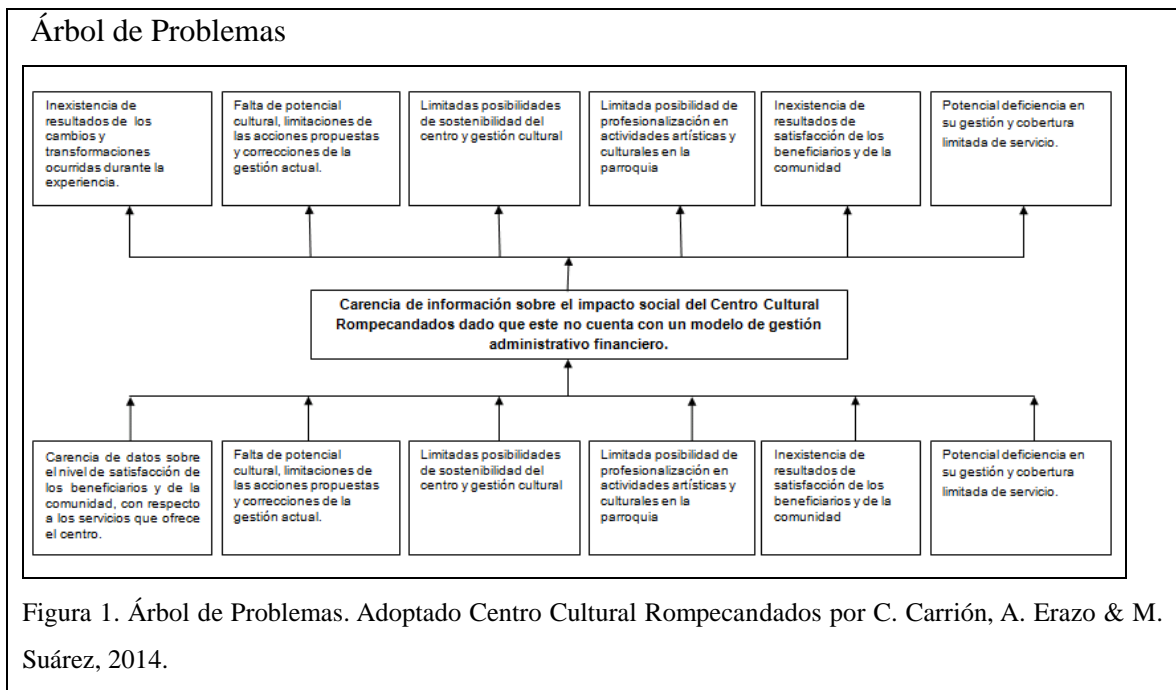 Árbol de Problemas
Inexistencia de
resultados de los
cambios y
transformaciones
ocurridas durante la
experiencia.
Falta de potencial
cultural, limitaciones de
las acciones propuestas
y correcciones de la
gestión actual.
Limitadas posibilidades
de sostenibilidad del
centro y gestión cultural
Limitada posibilidad de
profesionalización en
actividades artísticas y
culturales en la
parroquia
Inexistencia de
resultados de
satisfacción de los
beneficiarios y de la
comunidad
Potencial deficiencia en
su gestión y cobertura
limitada de servicio.
Carencia de información sobre el impacto social del Centro Cultural
Rompecandados dado que este no cuenta con un modelo de gestión
administrativo financiero.
Carencia de datos sobre
el nivel de satisfacción de
los beneficiarios y de la
comunidad, con respecto
a los servicios que ofrece
el centro.
Falta de potencial
cultural, limitaciones de
las acciones propuestas
y correcciones de la
gestión actual.
Limitadas posibilidades
de sostenibilidad del
centro y gestión cultural
Limitada posibilidad de
profesionalización en
actividades artísticas y
culturales en la
parroquia
Inexistencia de
resultados de
satisfacción de los
beneficiarios y de la
comunidad
Potencial deficiencia en
su gestión y cobertura
limitada de servicio.
Figura 1. Árbol de Problemas. Adoptado Centro Cultural Rompecandados por C. Carrión, A. Erazo & M.
Suárez, 2014.